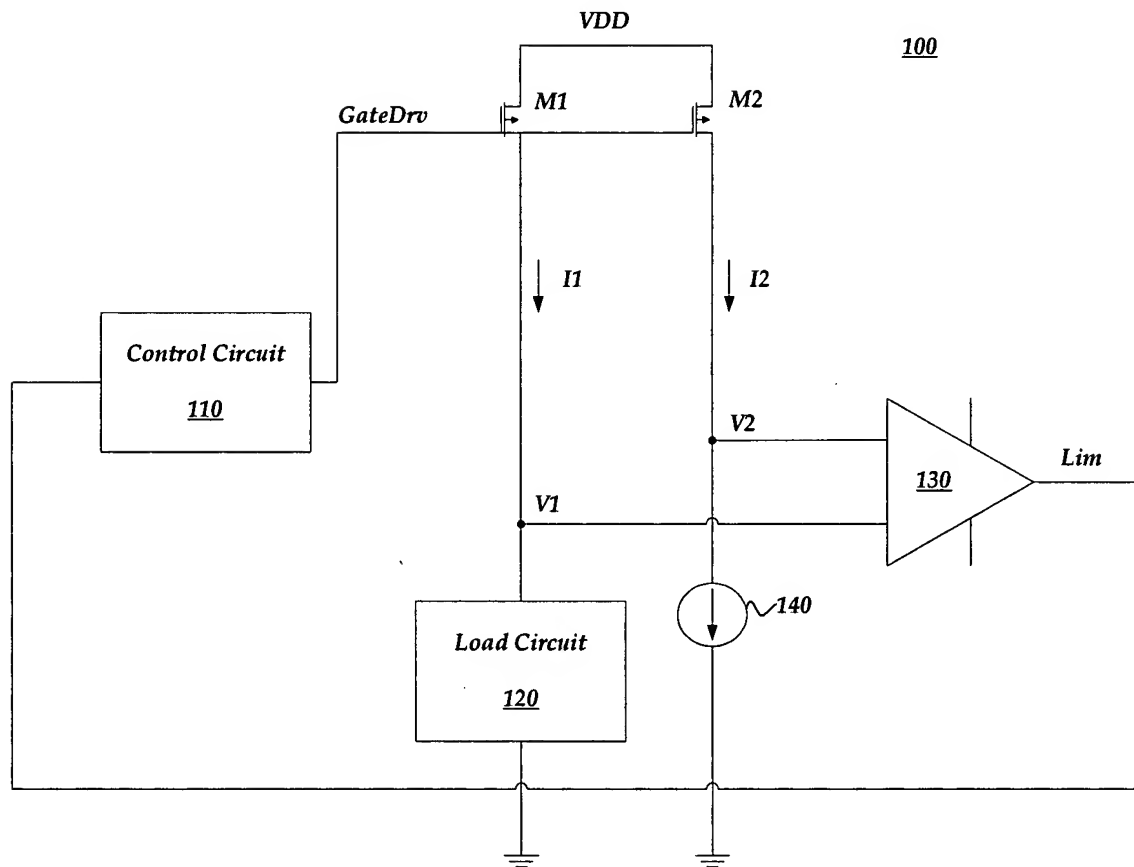 VDD
100
M1
M2
GateDrv
I1
I2
Control Circuit
110
V2
Lim
130
V1
140
Load Circuit
120